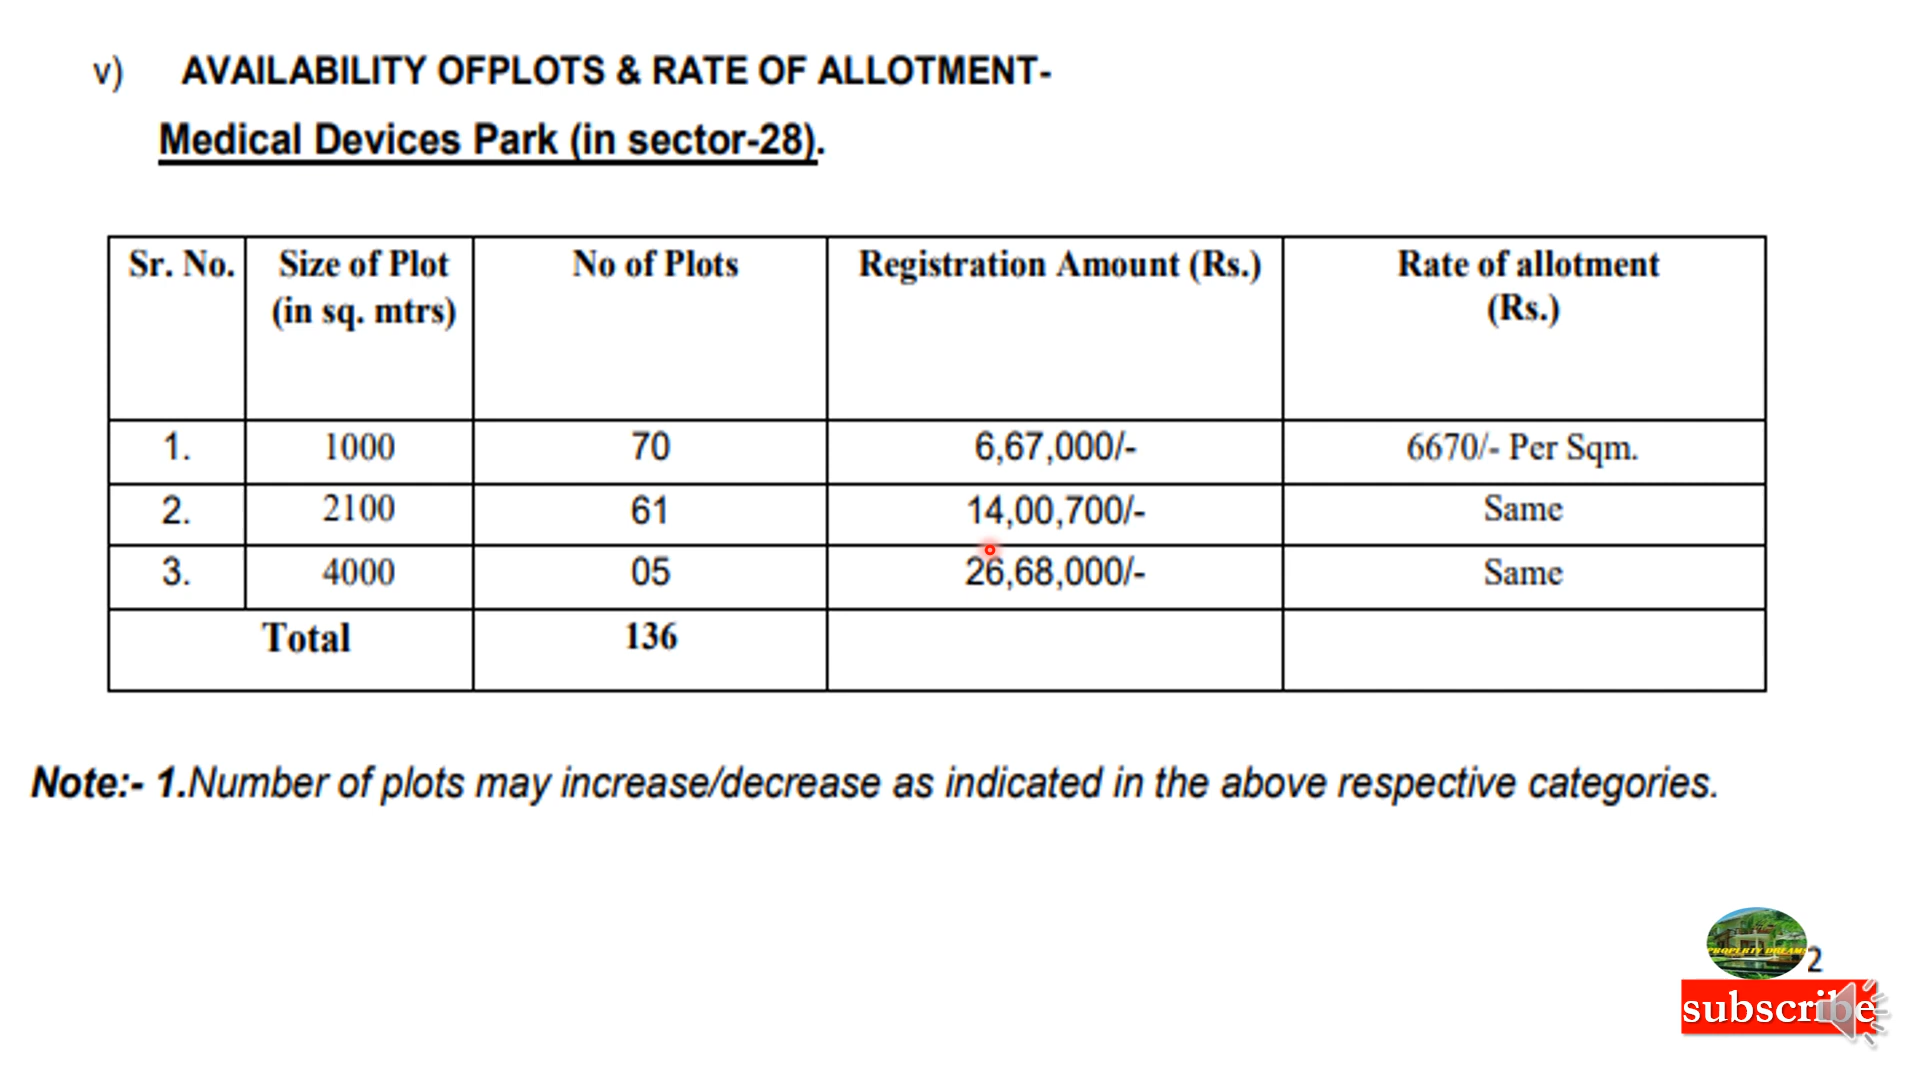 v) AVAILABILITY OFPLOTS & RATE OF ALLOTMENT-
Medical Devices Park (in sector-28).
Sr. No. Size of Plot (in sq. mtrs) No of Plots Registration Amount (Rs.) Rate of allotment (Rs.)
1. 1000 70 6,67,000/- 6670/- Per Sqm.
2. 2100 61 14,00,700/- Same
3. 4000 05 26,68,000/- Same
Total 136
Note:- 1.Number of plots may increase/decrease as indicated in the above respective categories.
PROPERTY DREAMS
2
subscribe